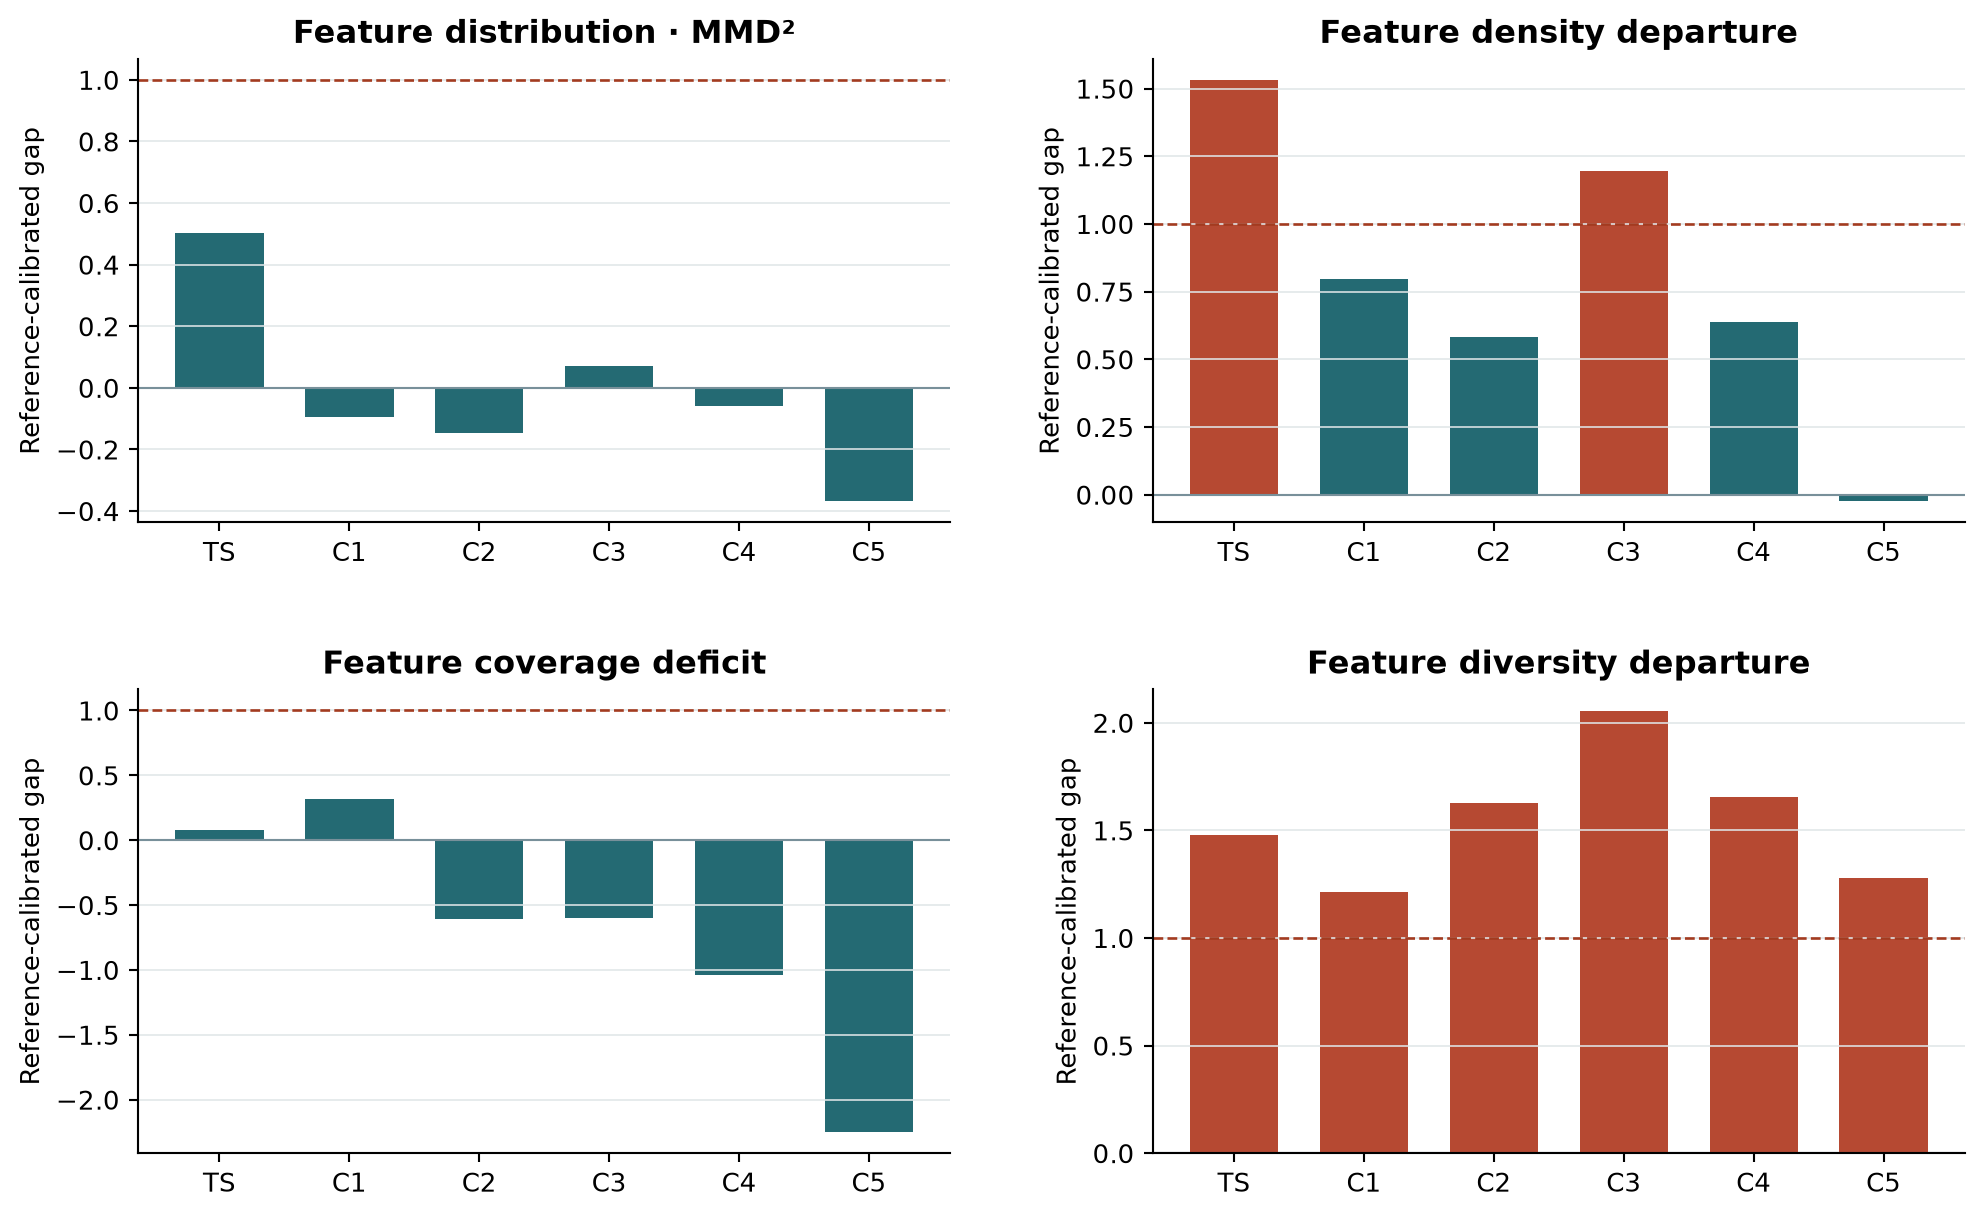 Feature distribution · MMD²
Reference-calibrated gap
1.0
0.8
0.6
0.4
0.2
0.0
−0.2
−0.4
TS C1 C2 C3 C4 C5
Feature density departure
Reference-calibrated gap
1.50
1.25
1.00
0.75
0.50
0.25
0.00
TS C1 C2 C3 C4 C5
Feature coverage deficit
Reference-calibrated gap
1.0
0.5
0.0
−0.5
−1.0
−1.5
−2.0
TS C1 C2 C3 C4 C5
Feature diversity departure
Reference-calibrated gap
2.0
1.5
1.0
0.5
0.0
TS C1 C2 C3 C4 C5